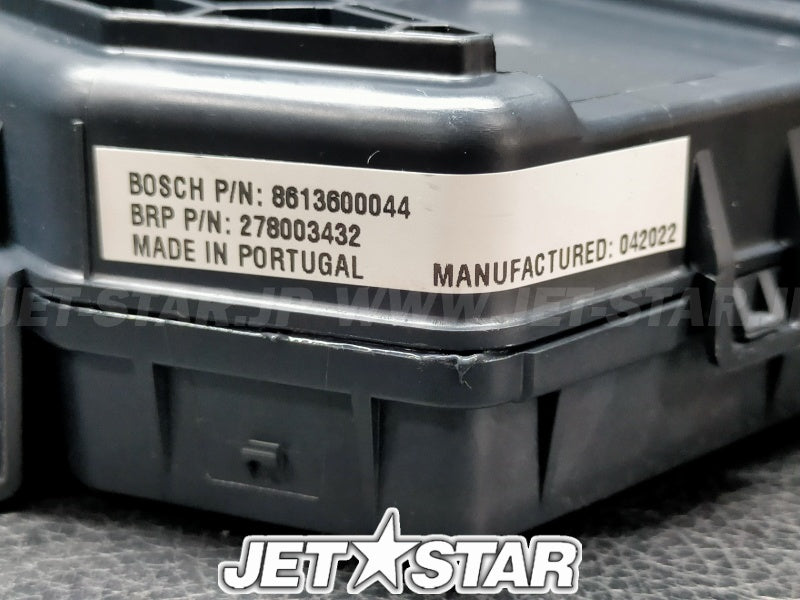 BOSCH P/N: 8613600044
BRP P/N: 278003432
MADE IN PORTUGAL
MANUFACTURED: 042022
JET-STAR.JP WWW.JET-STAR.J
JET★STAR